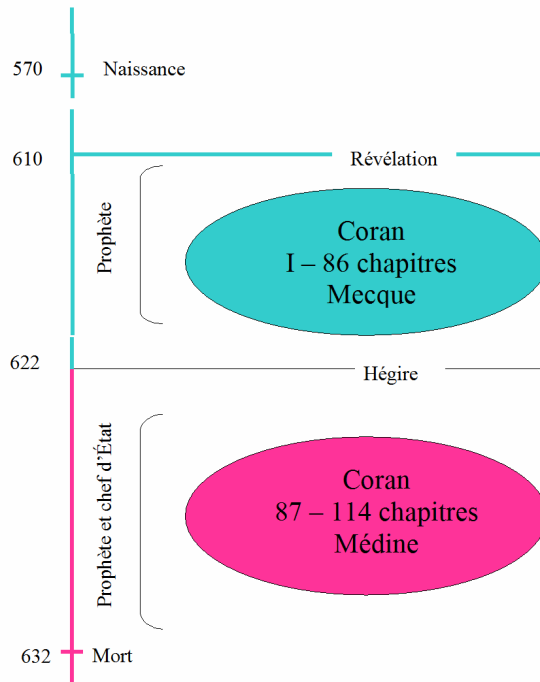 570
Naissance
610
Révélation
Prophète
Coran
I – 86 chapitres
Mecque
622
Hégire
Prophète et chef d'État
Coran
87 – 114 chapitres
Médine
632
Mort